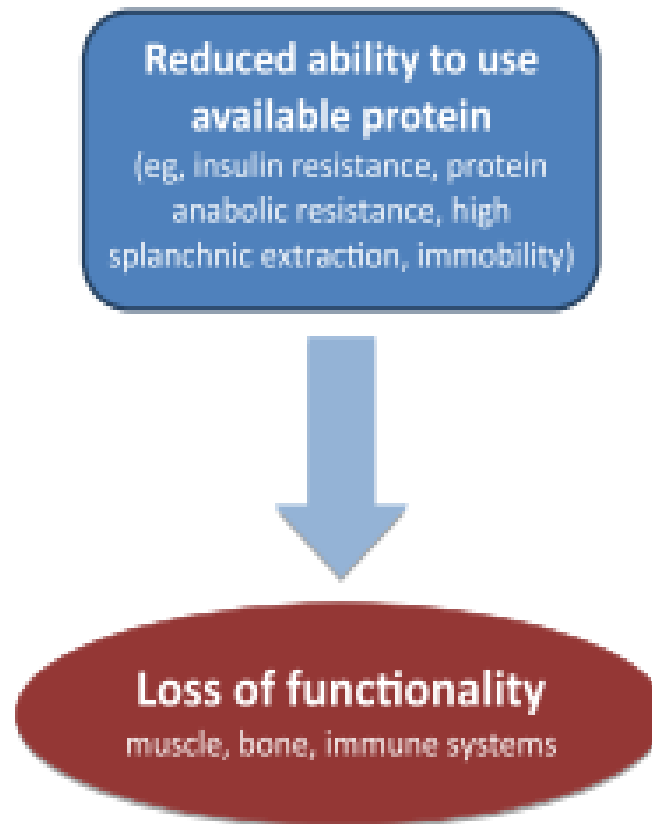 Reduced ability to use
available protein
(eg, insulin resistance, protein
anabolic resistance, high
splanchnic extraction, immobility)
Loss of functionality
muscle, bone, immune systems